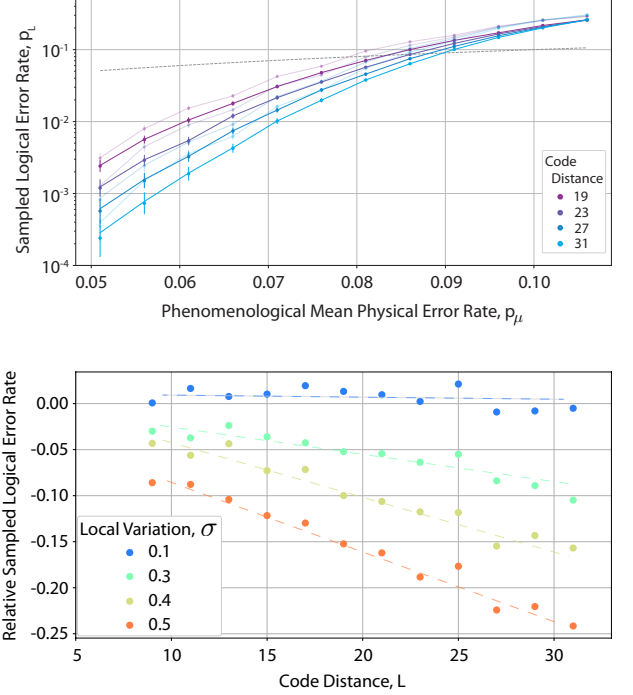 Sampled Logical Error Rate, pL
10-1
10-2
10-3
10-4
0.05 0.06 0.07 0.08 0.09 0.10
Code
Distance
19
23
27
31
Phenomenological Mean Physical Error Rate, pμ
Relative Sampled Logical Error Rate
0.00
-0.05
-0.10
-0.15
-0.20
-0.25
Local Variation, σ
0.1
0.3
0.4
0.5
5 10 15 20 25 30
Code Distance, L